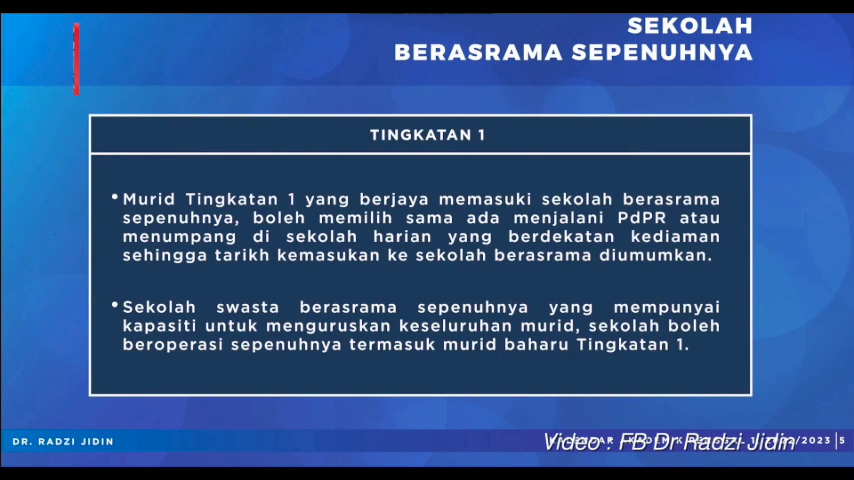 SEKOLAH
BERASRAMA SEPENUHNYA
TINGKATAN 1
• Murid Tingkatan 1 yang berjaya memasuki sekolah berasrama
sepenuhnya, boleh memilih sama ada menjalani PdPR atau
menumpang di sekolah harian yang berdekatan kediaman
sehingga tarikh kemasukan ke sekolah berasrama diumumkan.
• Sekolah swasta berasrama sepenuhnya yang mempunyai
kapasiti untuk menguruskan keseluruhan murid, sekolah boleh
beroperasi sepenuhnya termasuk murid baharu Tingkatan 1.
DR. RADZI JIDIN
Video : FB Dr Radzi Jidin
/2023 | 5